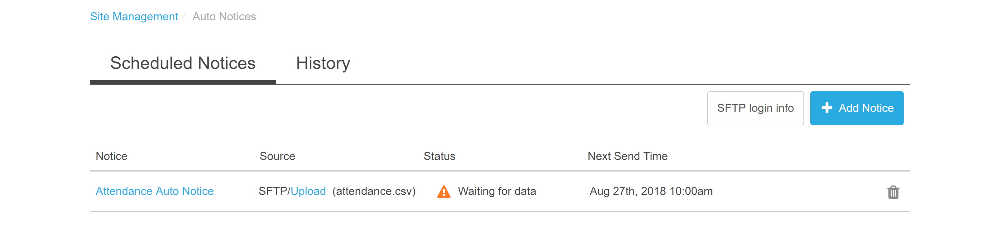 Site Management / Auto Notices
Scheduled Notices History
SFTP login info Add Notice
Notice Source Status Next Send Time
Attendance Auto Notice SFTP/Upload (attendance.csv) Waiting for data Aug 27th, 2018 10:00am